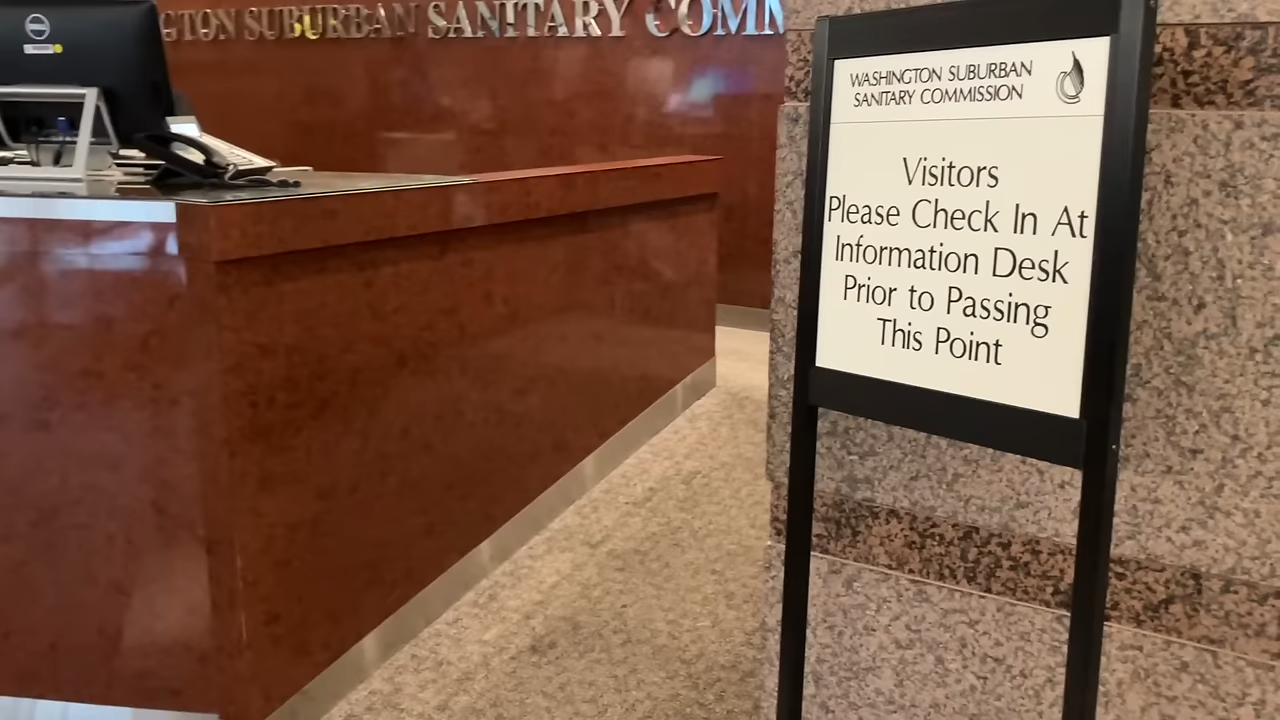 GTON SUBURBAN SANITARY COMM
WASHINGTON SUBURBAN
SANITARY COMMISSION
Visitors
Please Check In At
Information Desk
Prior to Passing
This Point